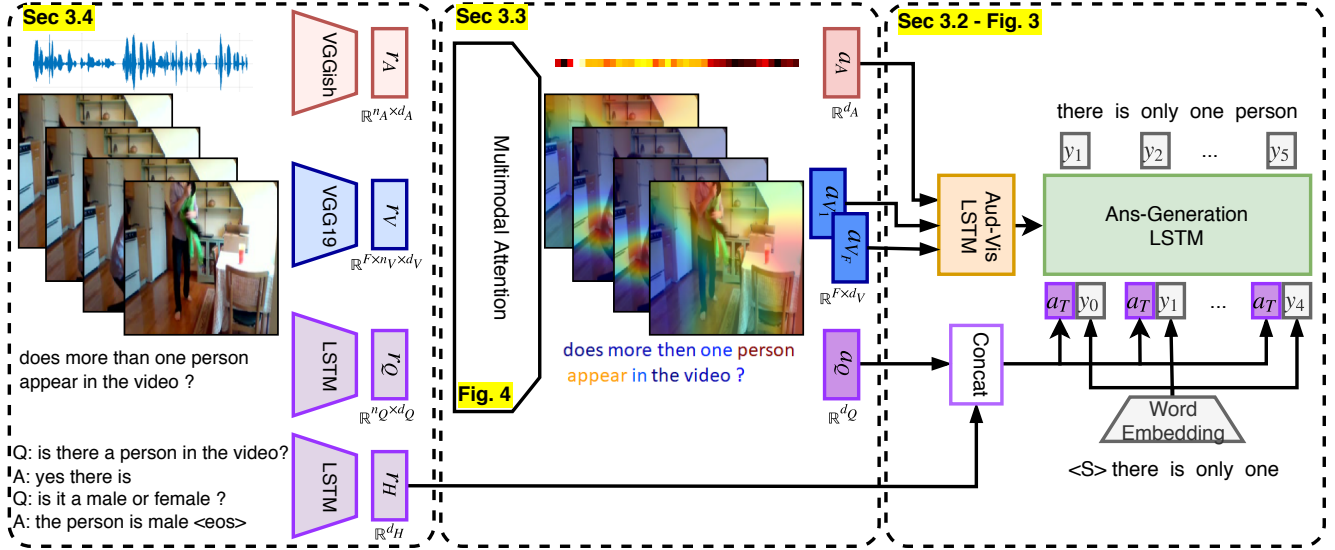 Sec 3.4
VGGish
r_A
ℝ^{n_A×d_A}
VGG19
r_V
ℝ^{F×n_V×d_V}
does more than one person
appear in the video ?
LSTM
r_Q
ℝ^{n_Q×d_Q}
Q: is there a person in the video?
A: yes there is
Q: is it a male or female ?
A: the person is male <eos>
LSTM
r_H
ℝ^{d_H}
Sec 3.3
Multimodal Attention
Fig. 4
a_A
ℝ^{d_A}
a_{V_1}
a_{V_F}
ℝ^{F×d_V}
does more then one person
appear in the video ?
a_Q
ℝ^{d_Q}
Sec 3.2 - Fig. 3
there is only one person
y_1 y_2 ... y_5
Aud-Vis
LSTM
Ans-Generation
LSTM
a_T y_0 a_T y_1 ... a_T y_4
Concat
Word
Embedding
<S> there is only one